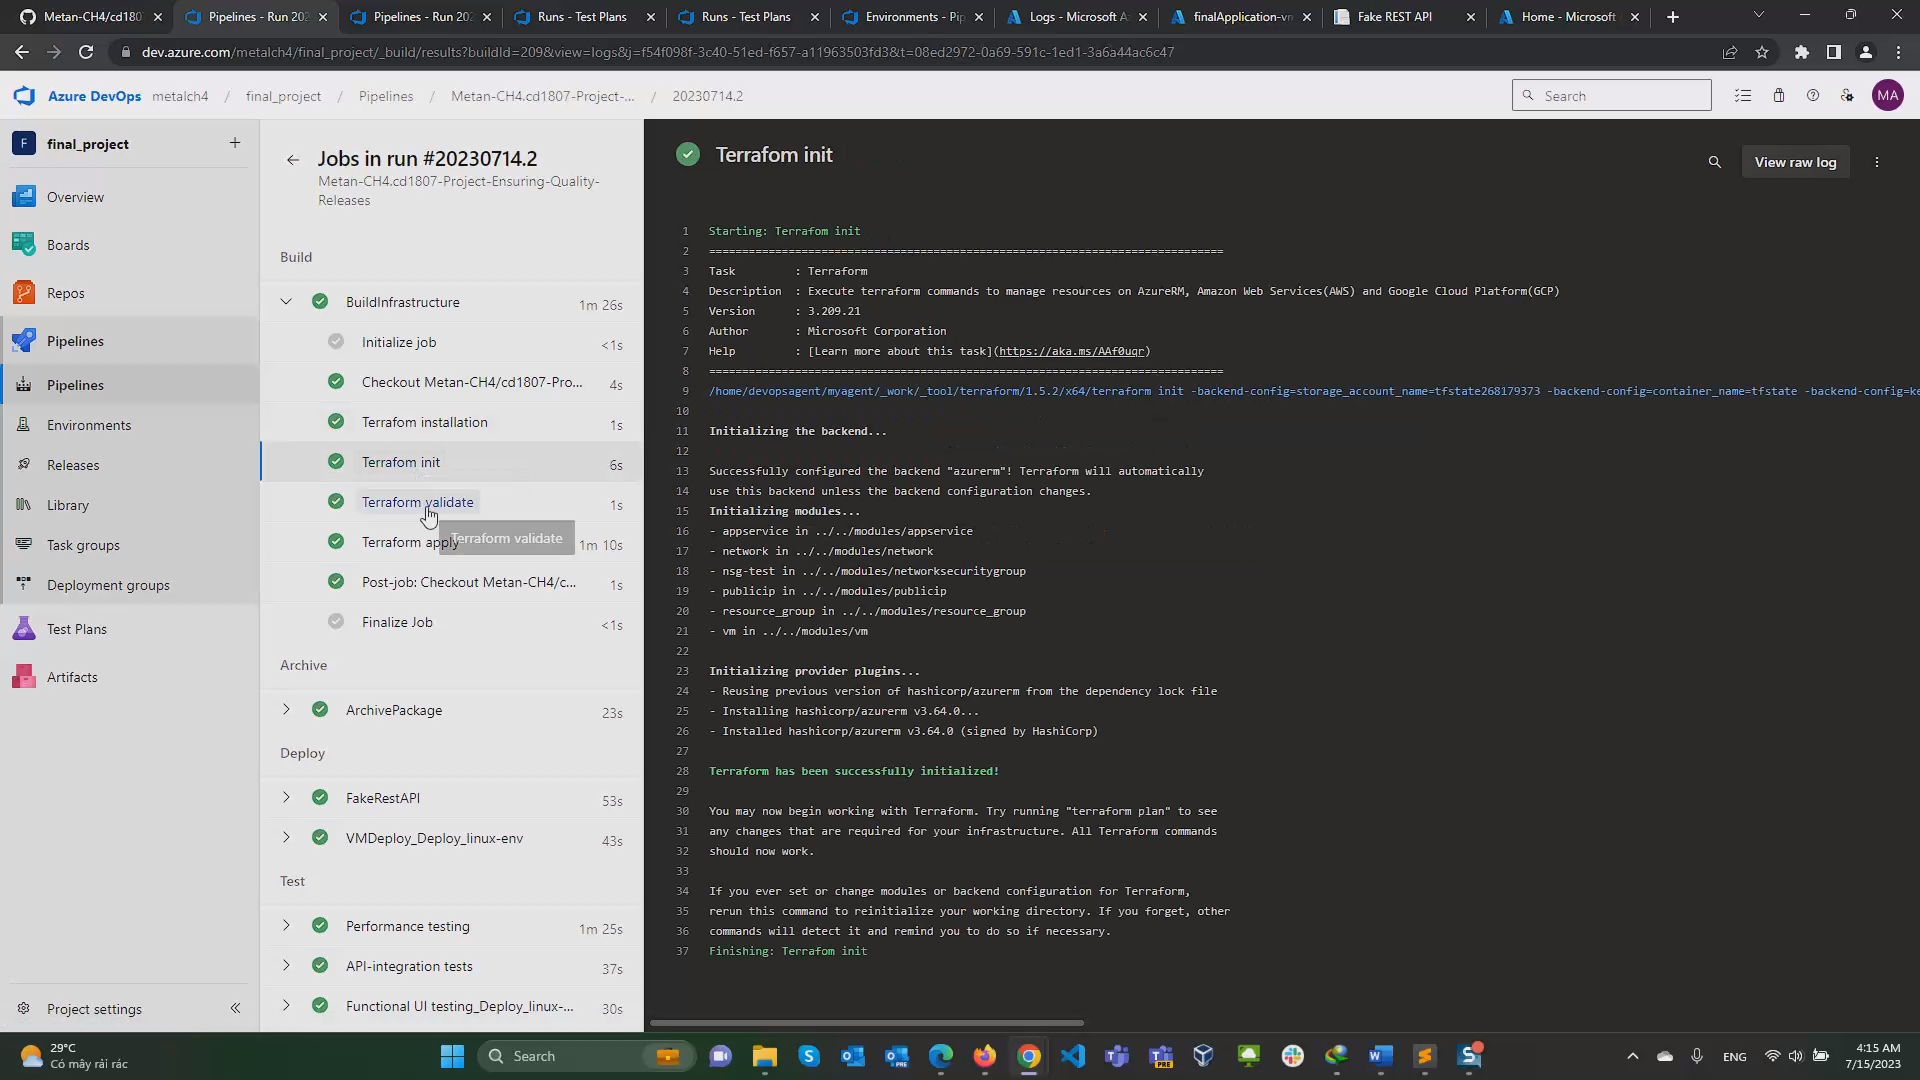 Metan-CH4/cd180
Pipelines - Run 202
Pipelines - Run 202
Runs - Test Plans
Runs - Test Plans
Environments - Pip
Logs - Microsoft A
finalApplication-vn
Fake REST API
Home - Microsoft
dev.azure.com/metalch4/final_project/_build/results?buildId=209&view=logs&j=f54f098f-3c40-51ed-f657-a11963503fd3&t=08ed2972-0a69-591c-1ed1-3a6a44ac6c47
Azure DevOps metalch4 / final_project / Pipelines / Metan-CH4.cd1807-Project-... / 20230714.2
Search
MA
F final_project
Overview
Boards
Repos
Pipelines
Pipelines
Environments
Releases
Library
Task groups
Deployment groups
Test Plans
Artifacts
Project settings
Jobs in run #20230714.2
Metan-CH4.cd1807-Project-Ensuring-Quality-
Releases
Build
BuildInfrastructure 1m 26s
Initialize job <1s
Checkout Metan-CH4/cd1807-Pro... 4s
Terrafom installation 1s
Terrafom init 6s
Terraform validate 1s
Terraform apply 1m 10s
Terraform validate
Post-job: Checkout Metan-CH4/c... 1s
Finalize Job <1s
Archive
ArchivePackage 23s
Deploy
FakeRestAPI 53s
VMDeploy_Deploy_linux-env 43s
Test
Performance testing 1m 25s
API-integration tests 37s
Functional UI testing_Deploy_linux-... 30s
Terrafom init
View raw log
1 Starting: Terrafom init
2 ==============================================================================
3 Task : Terraform
4 Description : Execute terraform commands to manage resources on AzureRM, Amazon Web Services(AWS) and Google Cloud Platform(GCP)
5 Version : 3.209.21
6 Author : Microsoft Corporation
7 Help : [Learn more about this task](https://aka.ms/AAf0uqr)
8 ==============================================================================
9 /home/devopsagent/myagent/_work/_tool/terraform/1.5.2/x64/terraform init -backend-config=storage_account_name=tfstate268179373 -backend-config=container_name=tfstate -backend-config=ke
10
11 Initializing the backend...
12
13 Successfully configured the backend "azurerm"! Terraform will automatically
14 use this backend unless the backend configuration changes.
15 Initializing modules...
16 - appservice in ../../modules/appservice
17 - network in ../../modules/network
18 - nsg-test in ../../modules/networksecuritygroup
19 - publicip in ../../modules/publicip
20 - resource_group in ../../modules/resource_group
21 - vm in ../../modules/vm
22
23 Initializing provider plugins...
24 - Reusing previous version of hashicorp/azurerm from the dependency lock file
25 - Installing hashicorp/azurerm v3.64.0...
26 - Installed hashicorp/azurerm v3.64.0 (signed by HashiCorp)
27
28 Terraform has been successfully initialized!
29
30 You may now begin working with Terraform. Try running "terraform plan" to see
31 any changes that are required for your infrastructure. All Terraform commands
32 should now work.
33
34 If you ever set or change modules or backend configuration for Terraform,
35 rerun this command to reinitialize your working directory. If you forget, other
36 commands will detect it and remind you to do so if necessary.
37 Finishing: Terrafom init
29°C
Có mây rải rác
Search
ENG
4:15 AM
7/15/2023